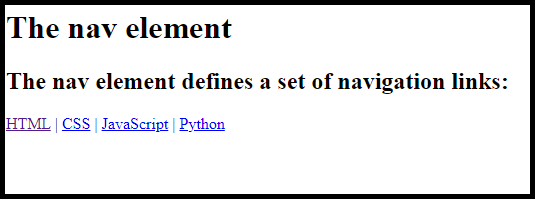 The nav element
The nav element defines a set of navigation links:
HTML | CSS | JavaScript | Python